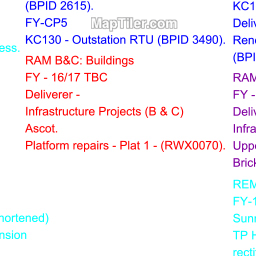 (BPID 2615).
FY-CP5
MapTiler.com
KC130 - Outstation RTU (BPID 3490).
ess.
RAM B&C: Buildings
FY - 16/17 TBC
Deliverer -
Infrastructure Projects (B & C)
Ascot.
Platform repairs - Plat 1 - (RWX0070).
hortened)
nsion
KC1
Deliv
Rene
(BPI
RAM
FY -
Deliv
Infra
Uppe
Brick
REM
FY-1
Sunn
TP H
recti